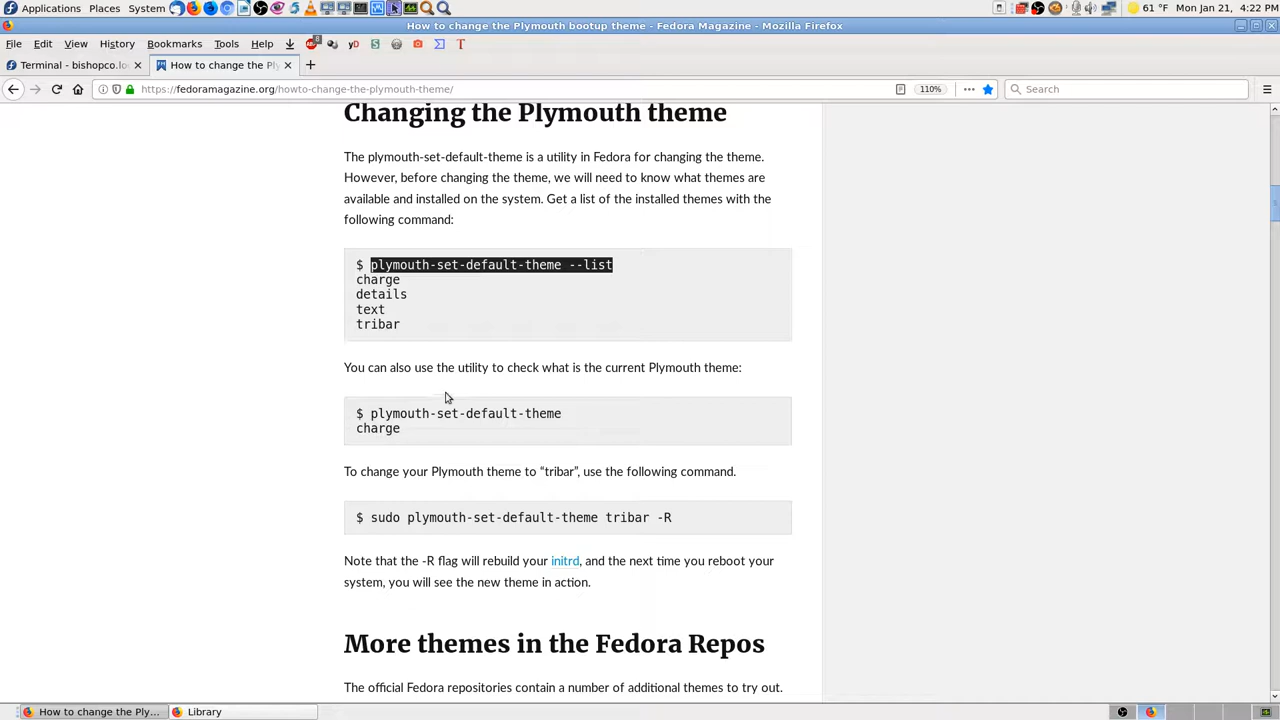 Applications Places System
61 °F Mon Jan 21, 4:22 PM
How to change the Plymouth bootup theme - Fedora Magazine - Mozilla Firefox
File Edit View History Bookmarks Tools Help
Terminal - bishopco.lo
How to change the Ply
https://fedoramagazine.org/howto-change-the-plymouth-theme/
110%
Search
Changing the Plymouth theme
The plymouth-set-default-theme is a utility in Fedora for changing the theme.
However, before changing the theme, we will need to know what themes are
available and installed on the system. Get a list of the installed themes with the
following command:
$ plymouth-set-default-theme --list
charge
details
text
tribar
You can also use the utility to check what is the current Plymouth theme:
$ plymouth-set-default-theme
charge
To change your Plymouth theme to “tribar”, use the following command.
$ sudo plymouth-set-default-theme tribar -R
Note that the -R flag will rebuild your initrd, and the next time you reboot your
system, you will see the new theme in action.
More themes in the Fedora Repos
The official Fedora repositories contain a number of additional themes to try out.
How to change the Ply...
Library